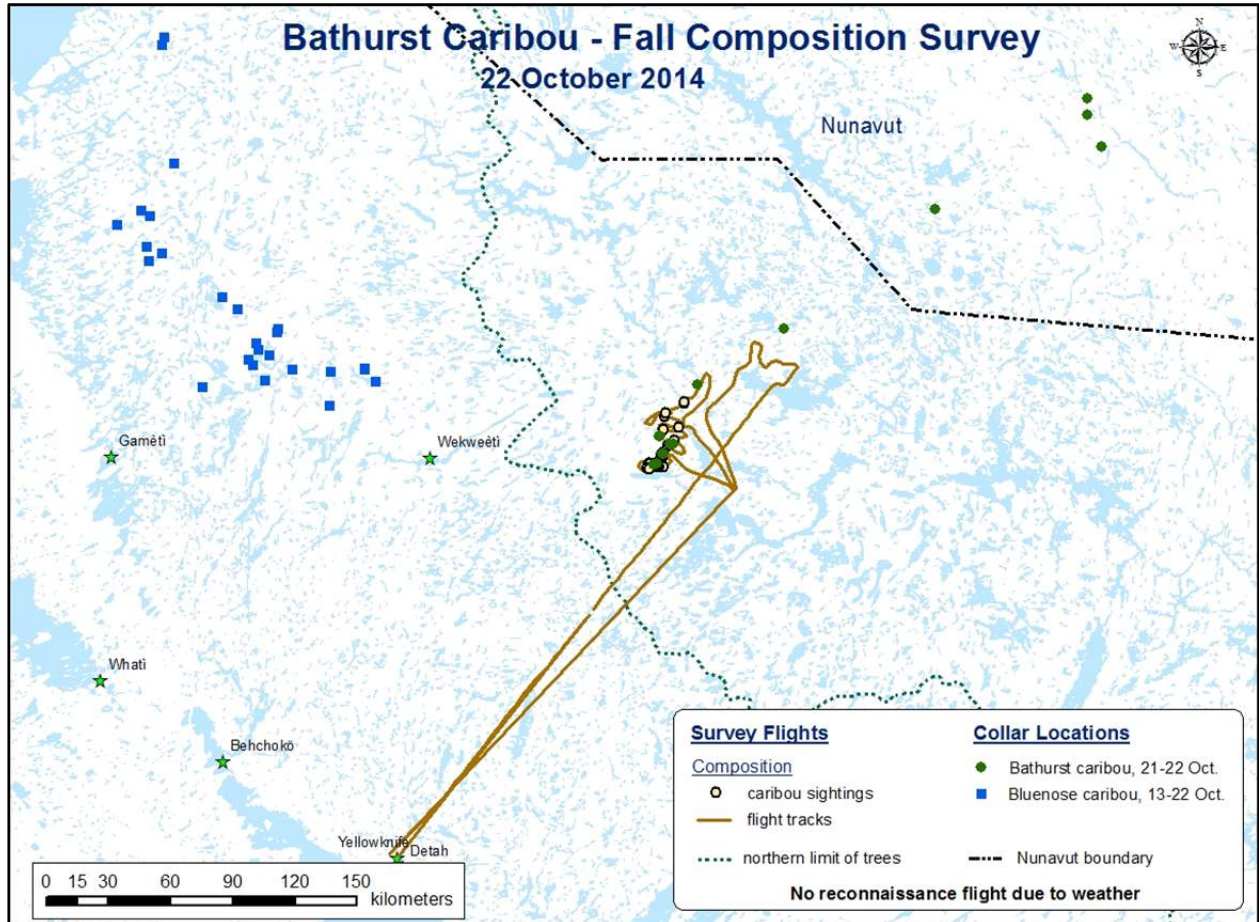 Bathurst Caribou - Fall Composition Survey
22 October 2014
N
W E
S
Nunavut
Gamètì
Wekweètì
Whatì
Behchokö
Yellowknife
Detah
Survey Flights
Composition
caribou sightings
flight tracks
northern limit of trees
Collar Locations
Bathurst caribou, 21-22 Oct.
Bluenose caribou, 13-22 Oct.
Nunavut boundary
No reconnaissance flight due to weather
0 15 30 60 90 120 150
kilometers